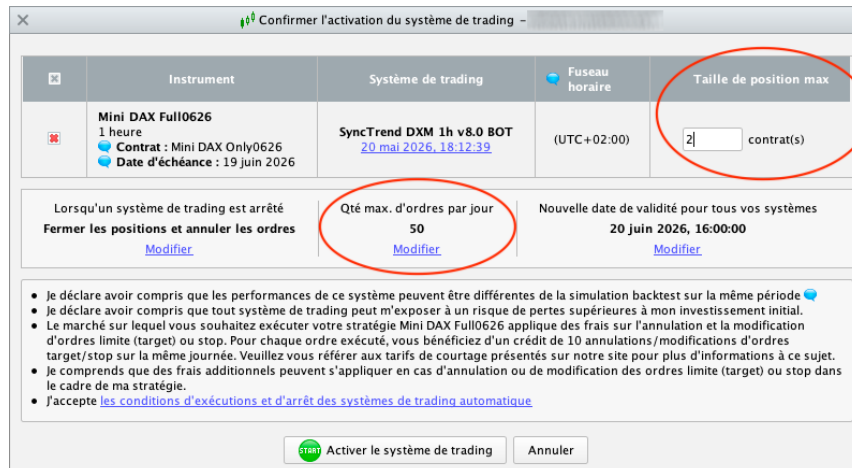 Confirmer l'activation du système de trading –
Instrument
Système de trading
Fuseau
horaire
Taille de position max
Mini DAX Full0626
1 heure
Contrat : Mini DAX Only0626
Date d'échéance : 19 juin 2026
SyncTrend DXM 1h v8.0 BOT
20 mai 2026, 18:12:39
(UTC+02:00)
2 contrat(s)
Lorsqu'un système de trading est arrêté
Fermer les positions et annuler les ordres
Modifier
Qté max. d'ordres par jour
50
Modifier
Nouvelle date de validité pour tous vos systèmes
20 juin 2026, 16:00:00
Modifier
• Je déclare avoir compris que les performances de ce système peuvent être différentes de la simulation backtest sur la même période
• Je déclare avoir compris que tout système de trading peut m'exposer à un risque de pertes supérieures à mon investissement initial.
• Le marché sur lequel vous souhaitez exécuter votre stratégie Mini DAX Full0626 applique des frais sur l'annulation et la modification
d'ordres limite (target) ou stop. Pour chaque ordre exécuté, vous bénéficiez d'un crédit de 10 annulations/modifications d'ordres
target/stop sur la même journée. Veuillez vous référer aux tarifs de courtage présentés sur notre site pour plus d'informations à ce sujet.
• Je comprends que des frais additionnels peuvent s'appliquer en cas d'annulation ou de modification des ordres limite (target) ou stop dans
le cadre de ma stratégie.
• J'accepte les conditions d'exécutions et d'arrêt des systèmes de trading automatique
START Activer le système de trading
Annuler